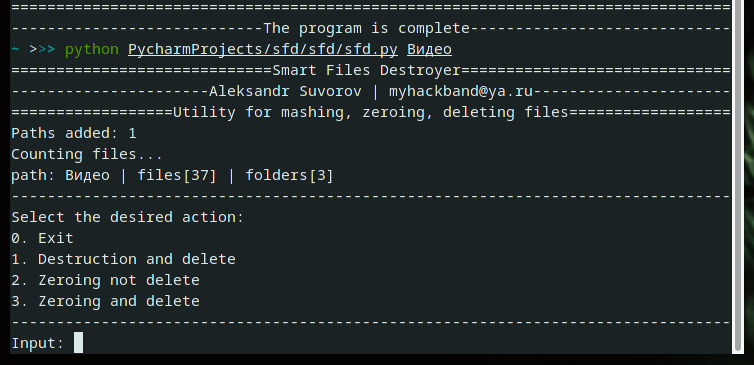 ================================================================================
----------------------------The program is complete-----------------------------
~ >>> python PycharmProjects/sfd/sfd/sfd.py Видео
=============================Smart Files Destroyer==============================
----------------------Aleksandr Suvorov | myhackband@ya.ru----------------------
==================Utility for mashing, zeroing, deleting files==================
Paths added: 1
Counting files...
path: Видео | files[37] | folders[3]
--------------------------------------------------------------------------------
Select the desired action:
0. Exit
1. Destruction and delete
2. Zeroing not delete
3. Zeroing and delete
--------------------------------------------------------------------------------
Input: